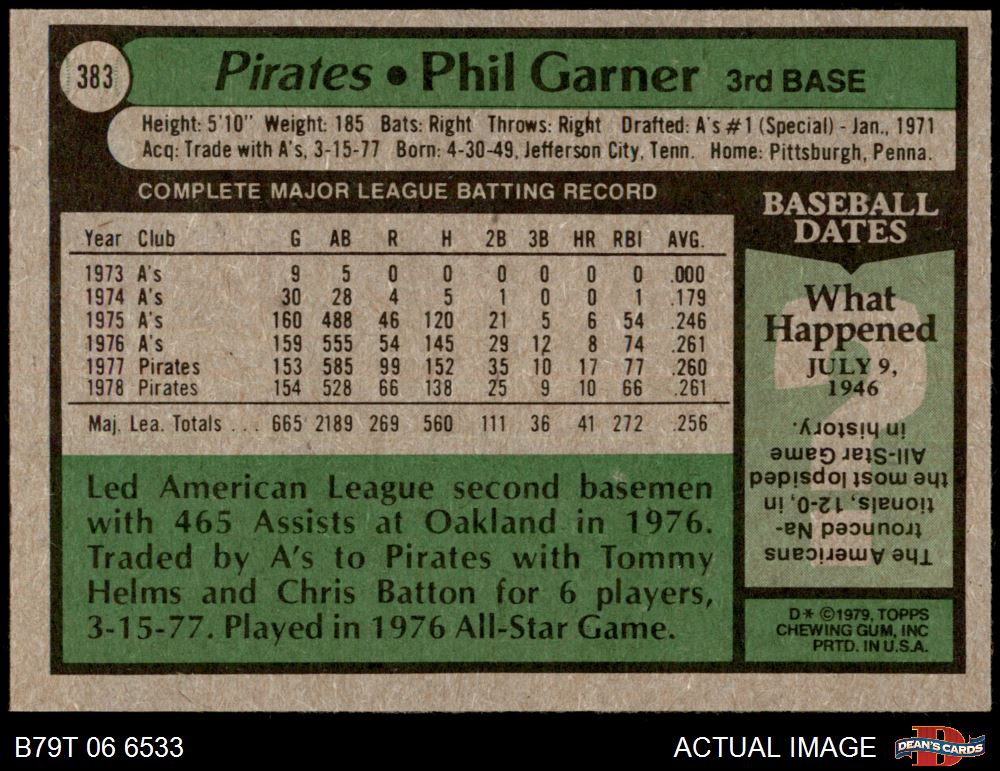 383
Pirates • Phil Garner 3rd BASE
Height: 5'10" Weight: 185 Bats: Right Throws: Right Drafted: A's #1 (Special) - Jan., 1971
Acq: Trade with A's, 3-15-77 Born: 4-30-49, Jefferson City, Tenn. Home: Pittsburgh, Penna.
COMPLETE MAJOR LEAGUE BATTING RECORD
Year Club G AB R H 2B 3B HR RBI AVG.
1973 A's 9 5 0 0 0 0 0 0 .000
1974 A's 30 28 4 5 1 0 0 1 .179
1975 A's 160 488 46 120 21 5 6 54 .246
1976 A's 159 555 54 145 29 12 8 74 .261
1977 Pirates 153 585 99 152 35 10 17 77 .260
1978 Pirates 154 528 66 138 25 9 10 66 .261
Maj. Lea. Totals . . . 665 2189 269 560 111 36 41 272 .256
Led American League second basemen
with 465 Assists at Oakland in 1976.
Traded by A's to Pirates with Tommy
Helms and Chris Batton for 6 players,
3-15-77. Played in 1976 All-Star Game.
BASEBALL
DATES
What
Happened
JULY 9,
1946
The Americans
trounced Na-
tionals, 12-0, in
the most lopsided
All-Star Game
in history.
D* ©1979, TOPPS
CHEWING GUM, INC
PRTD. IN U.S.A.
B79T 06 6533
ACTUAL IMAGE
DEAN'S CARDS